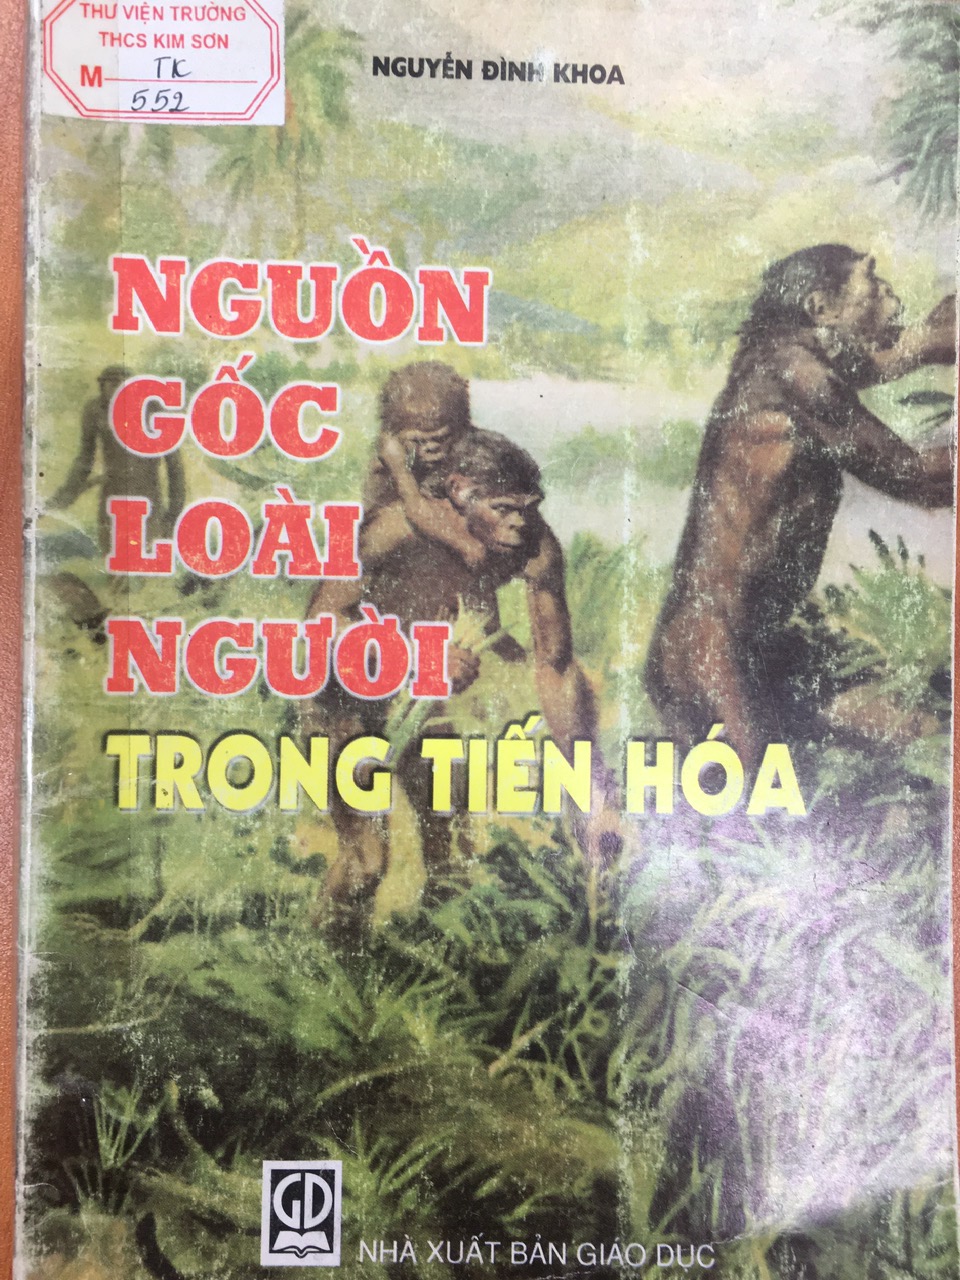 THƯ VIỆN TRƯỜNG
THCS KIM SƠN
M TK
552
NGUYỄN ĐÌNH KHOA
NGUỒN
GỐC
LOÀI
NGƯỜI
TRONG TIẾN HÓA
GD
NHÀ XUẤT BẢN GIÁO DỤC